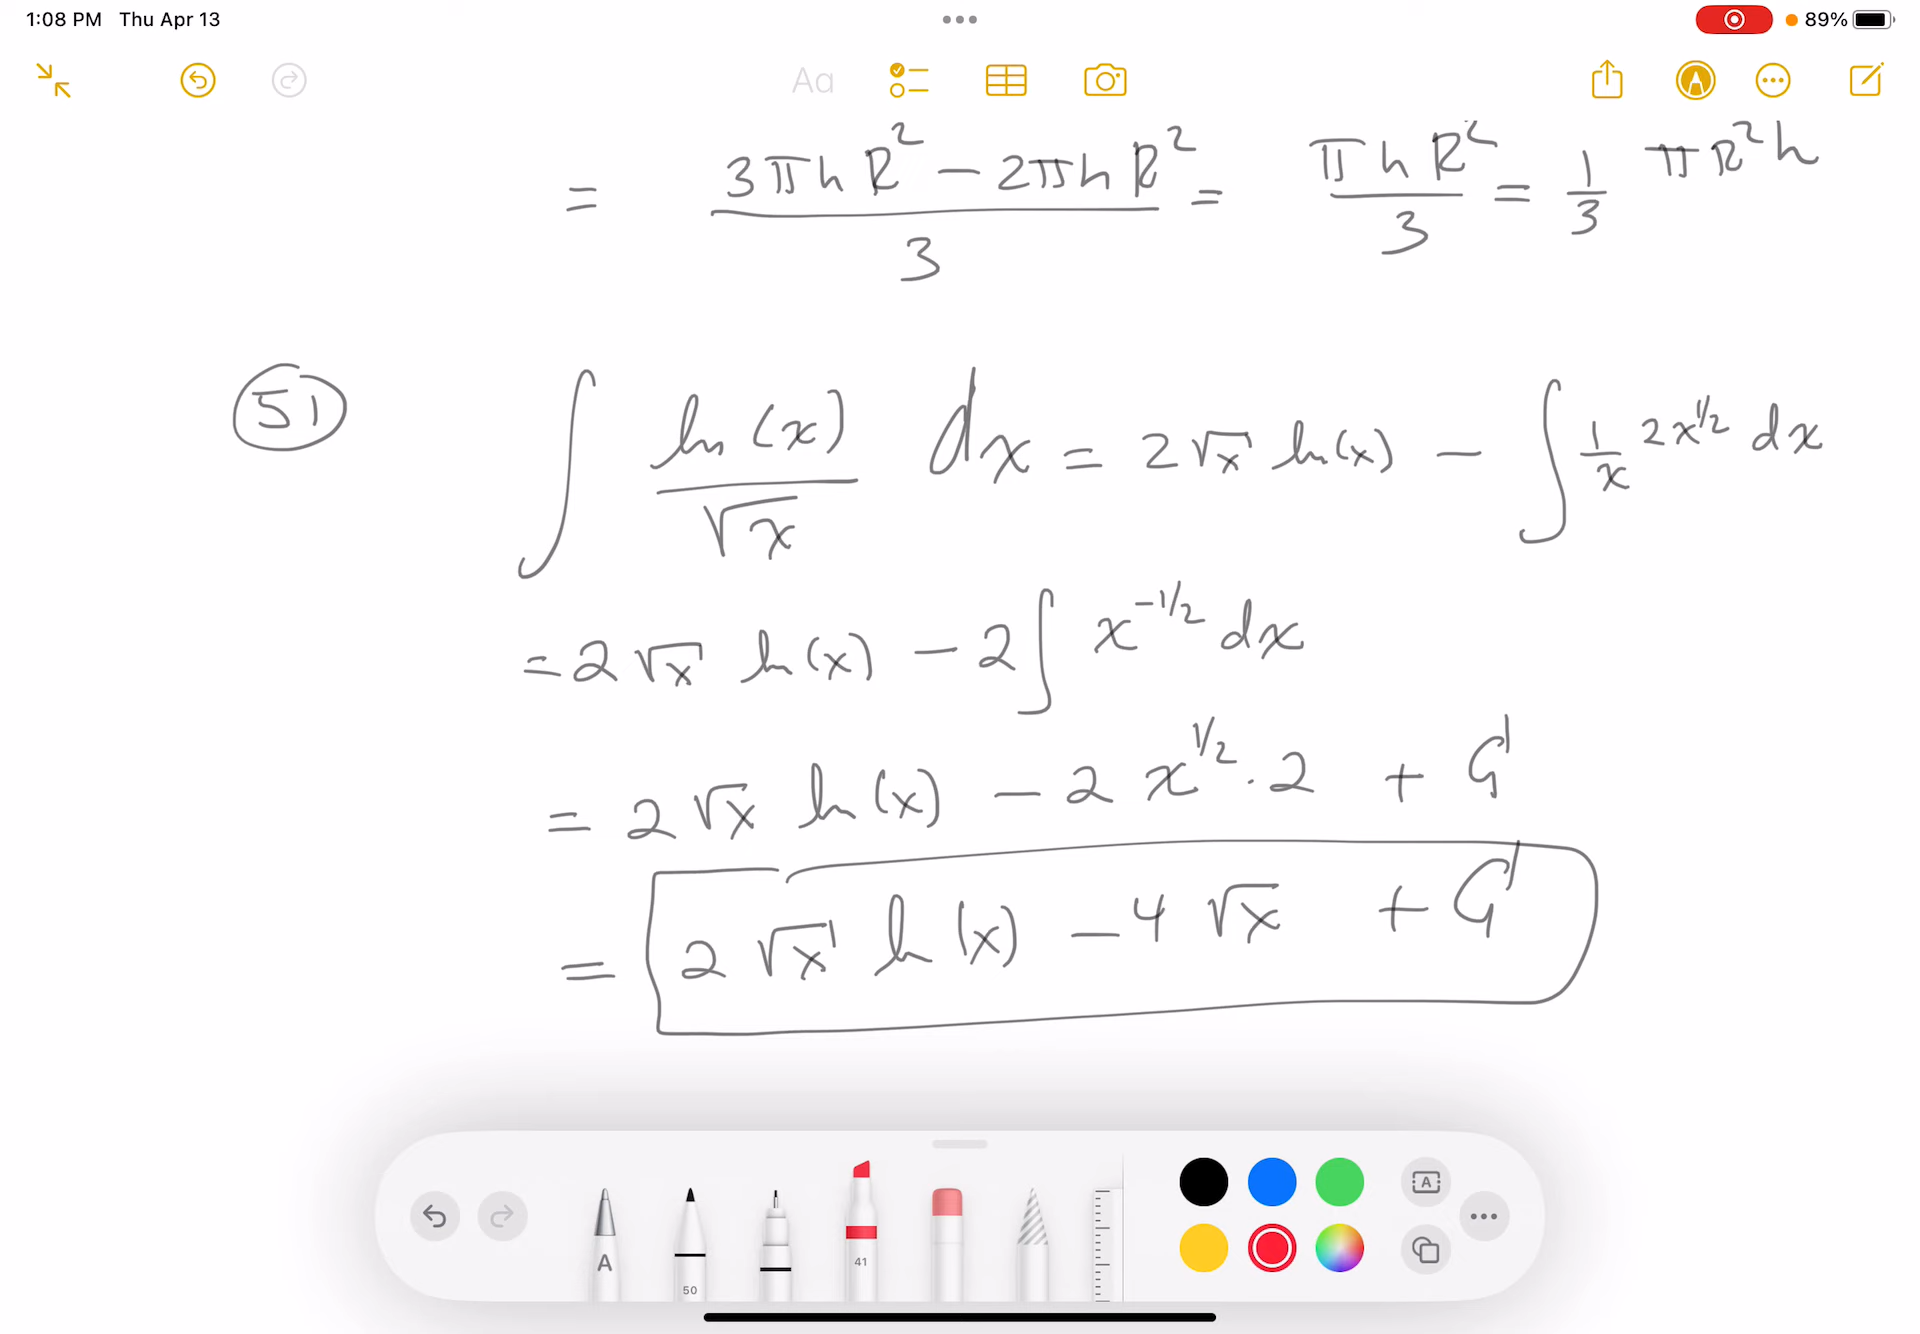 1:08 PM Thu Apr 13
89%
Aa
= (3πhR² − 2πhR²)/3 = πhR²/3 = 1/3 πR²h
51 ∫ ln(x)/√x dx = 2√x ln(x) − ∫ 1/x 2x^1/2 dx
= 2√x ln(x) − 2∫ x^-1/2 dx
= 2√x ln(x) − 2 x^1/2 · 2 + C
= 2√x ln(x) − 4√x + C
A
50
41
A